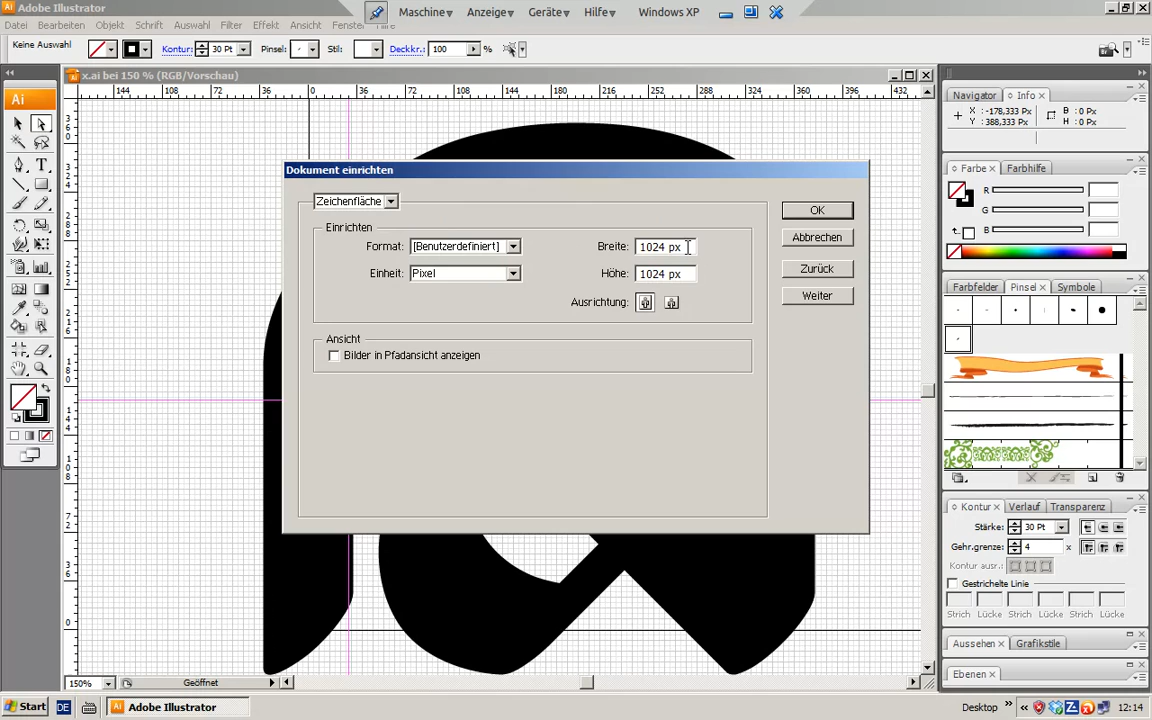 Adobe Illustrator
Maschine Anzeige Geräte Hilfe Windows XP
Datei Bearbeiten Objekt Schrift Auswahl Filter Effekt Ansicht Fenster
Keine Auswahl Kontur: 30 Pt Pinsel: Stil: Deckkr.: 100 %
x.ai bei 150 % (RGB/Vorschau)
144 108 72 36 0 36 72 108 144 180 216 252 288 324 360 396 432
Ai
Navigator Info
X: -178,333 Px
Y: 388,333 Px
B: 0 Px
H: 0 Px
Dokument einrichten
Zeichenfläche
Einrichten
Format: [Benutzerdefiniert]
Breite: 1024 px
Einheit: Pixel
Höhe: 1024 px
Ausrichtung:
Ansicht
Bilder in Pfadansicht anzeigen
OK
Abbrechen
Zurück
Weiter
Farbe Farbhilfe
R
G
B
Farbfelder Pinsel Symbole
Kontur Verlauf Transparenz
Stärke: 30 Pt
Gehr.grenze: 4 x
Kontur ausr.:
Gestrichelte Linie
Strich Lücke Strich Lücke Strich Lücke
Aussehen Grafikstile
Ebenen
150% Geöffnet
Start DE Adobe Illustrator Desktop 12:14